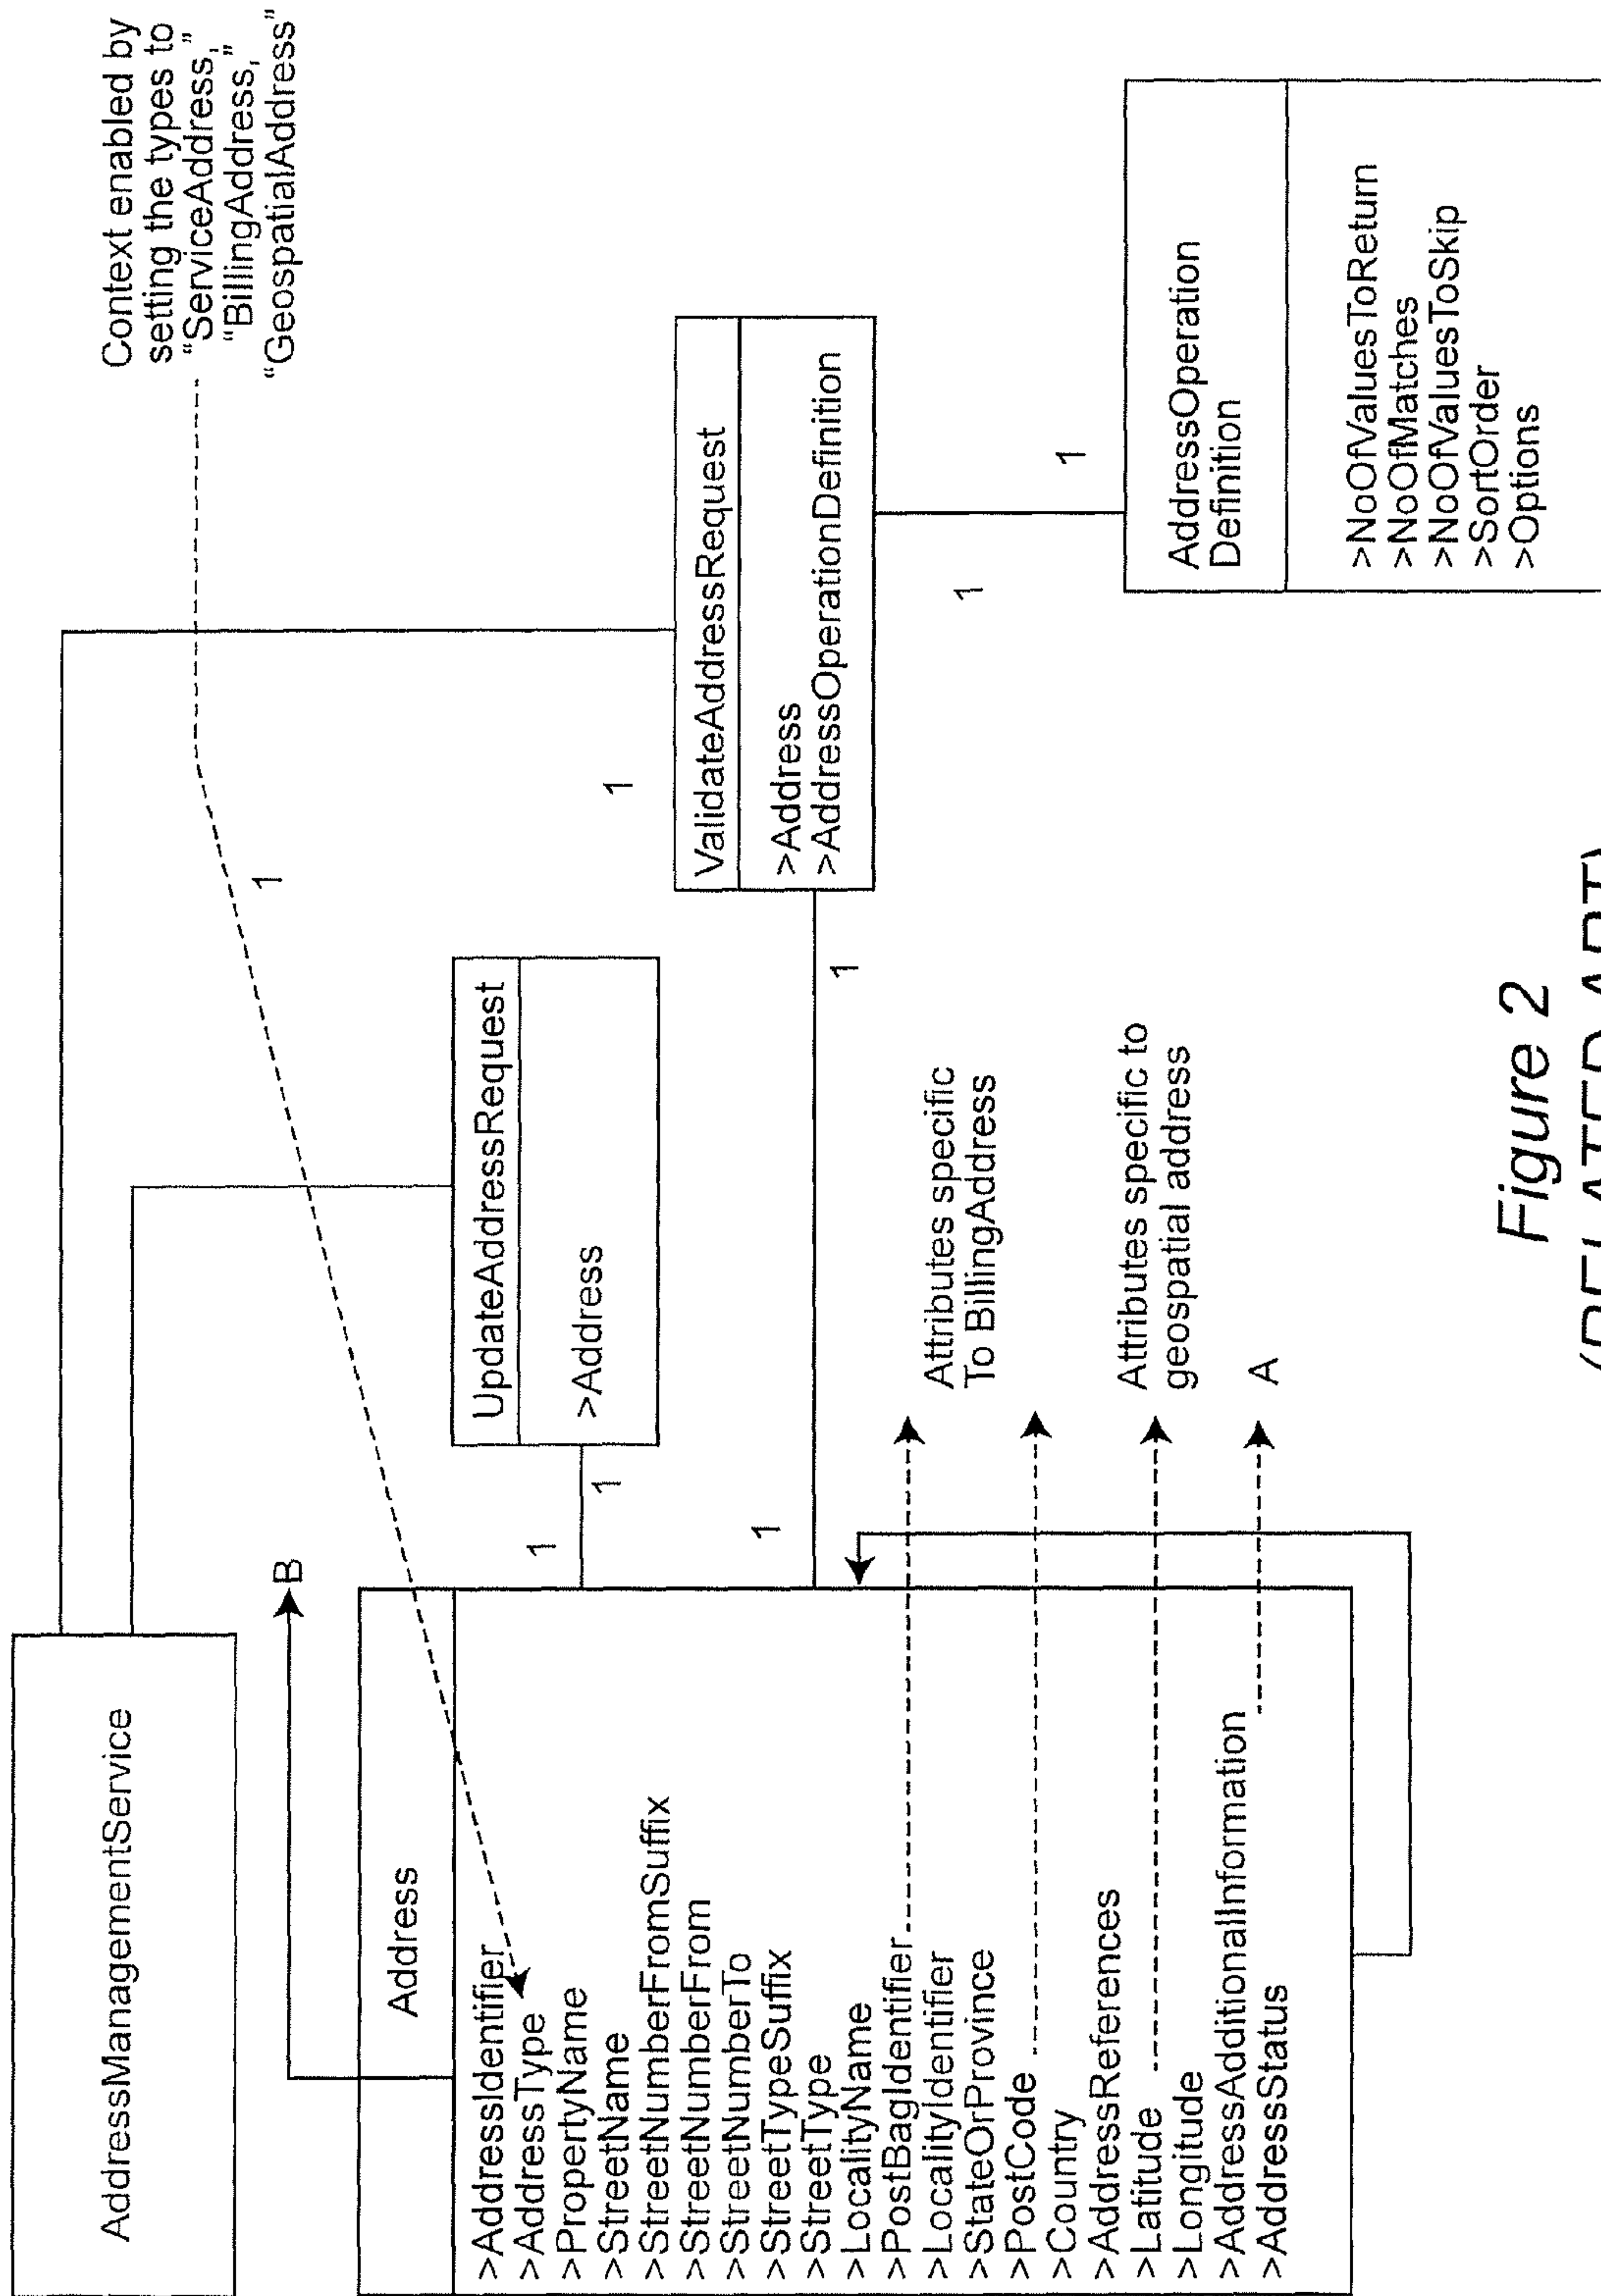 AddressManagementService
Context enabled by
setting the types to
“ServiceAddress,”
“BillingAddress,”
“GeospatialAddress”
B
1
Address
>AddressIdentifier
>AddressType
>PropertyName
>StreetName
>StreetNumberFromSuffix
>StreetNumberFrom
>StreetNumberTo
>StreetTypeSuffix
>StreetType
>LocalityName
>PostBagIdentifier
>LocalityIdentifier
>StateOrProvince
>PostCode
>Country
>AddressReferences
>Latitude
>Longitude
>AddressAdditionalInformation
>AddressStatus
1
1
UpdateAddressRequest
>Address
1
1
1
ValidateAddressRequest
>Address
>AddressOperationDefinition
1
1
AddressOperation
Definition
>NoOfValuesToReturn
>NoOfMatches
>NoOfValuesToSkip
>SortOrder
>Options
Attributes specific
To BillingAddress
Attributes specific to
geospatial address
A
Figure 2
(RELATED ART)